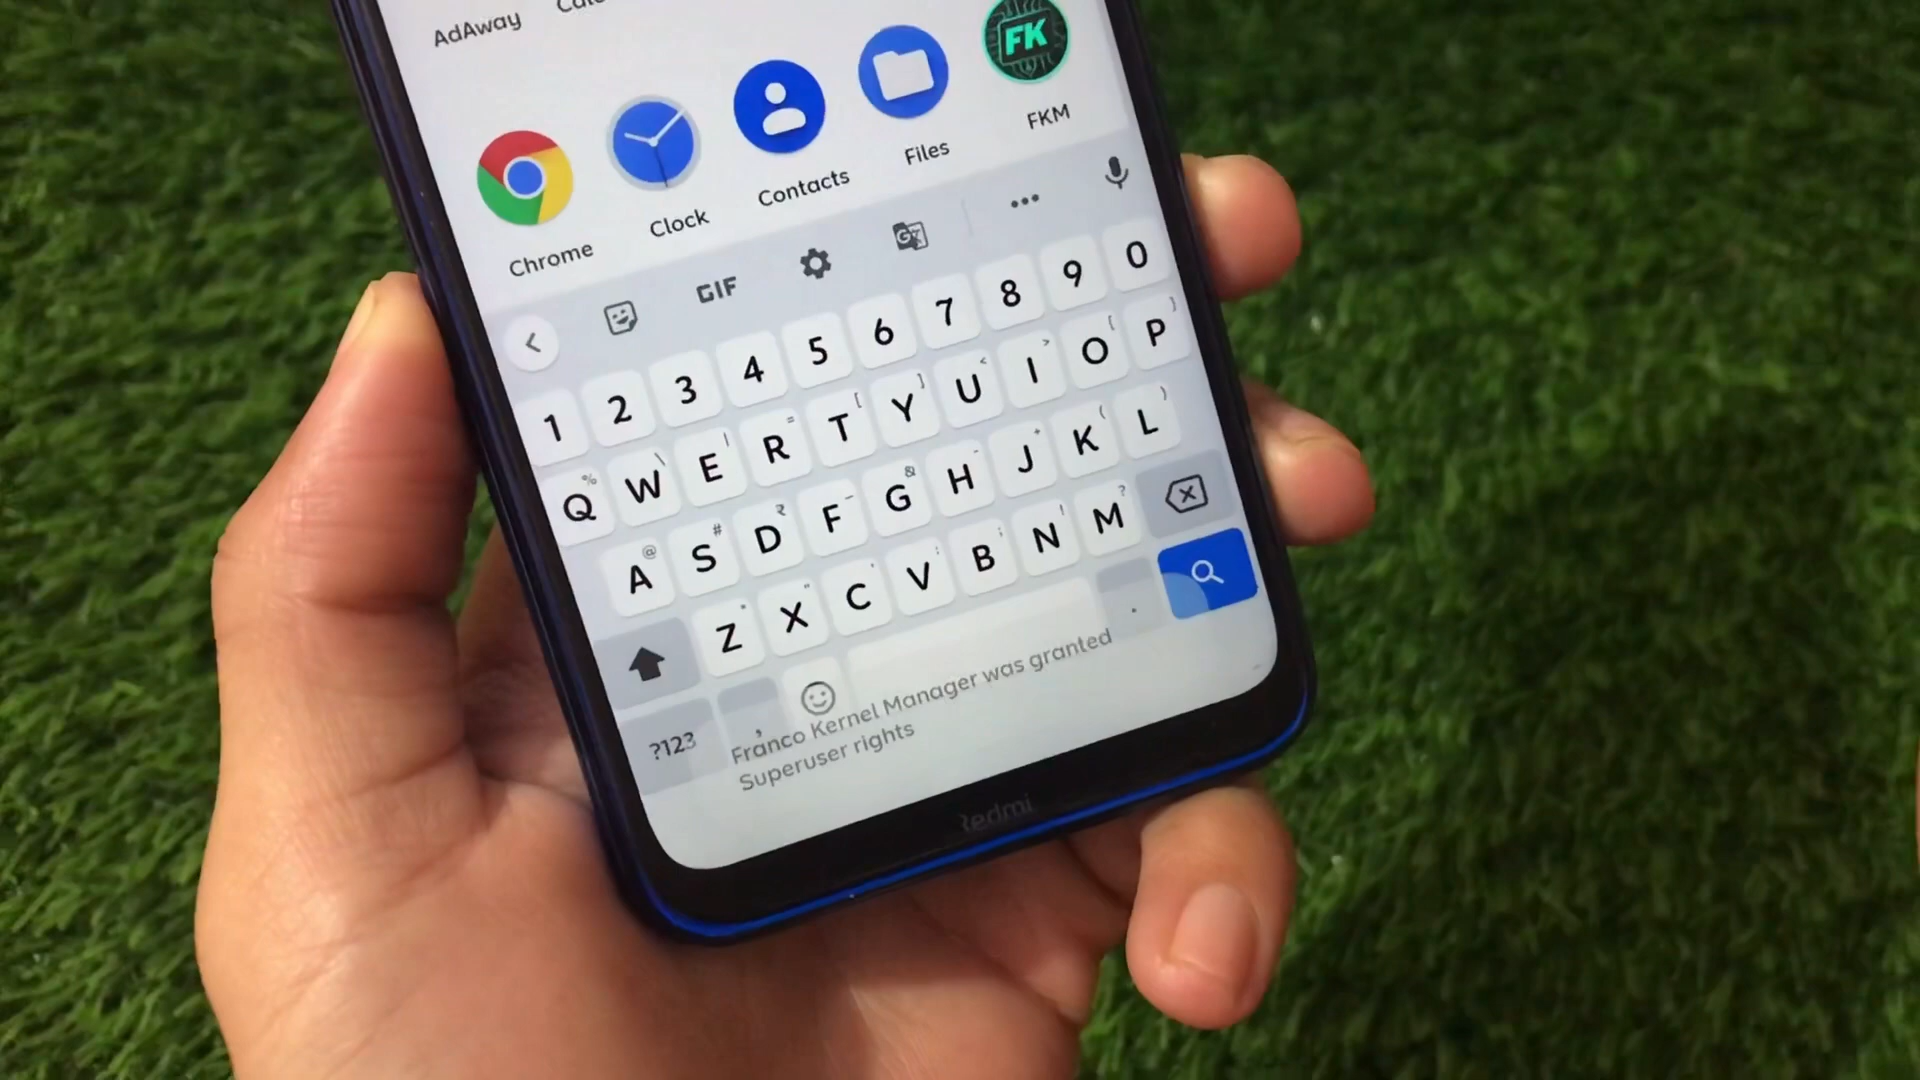 AdAway
FK
Chrome Clock Contacts Files FKM
GIF
1 2 3 4 5 6 7 8 9 0
Q W E R T Y U I O P
A S D F G H J K L
Z X C V B N M
?123 , .
Franco Kernel Manager was granted
Superuser rights
Redmi